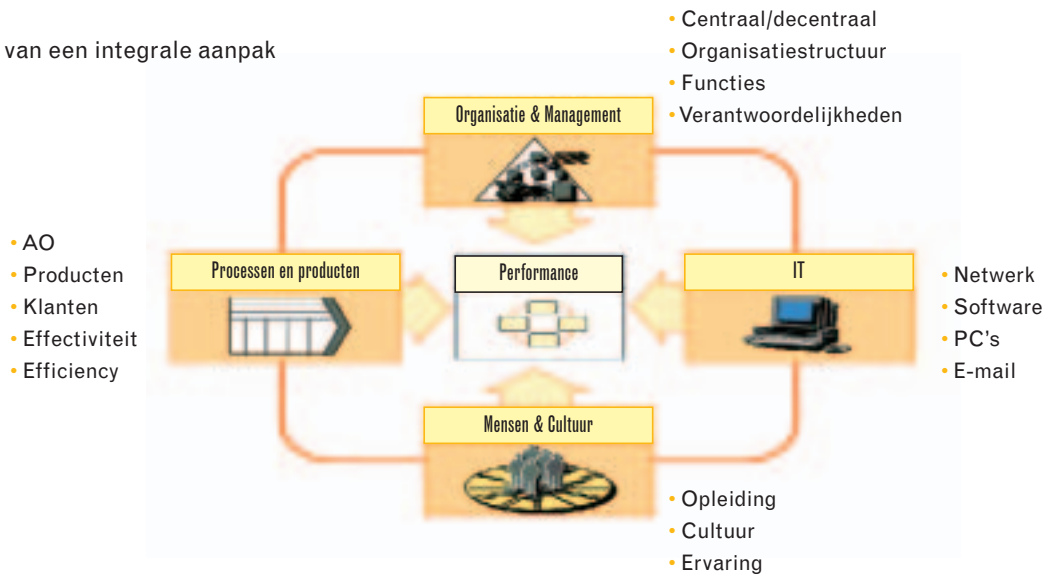 van een integrale aanpak
• Centraal/decentraal
• Organisatiestructuur
• Functies
• Verantwoordelijkheden
Organisatie & Management
• AO
• Producten
• Klanten
• Effectiviteit
• Efficiency
Processen en producten
Performance
IT
• Netwerk
• Software
• PC's
• E-mail
Mensen & Cultuur
• Opleiding
• Cultuur
• Ervaring